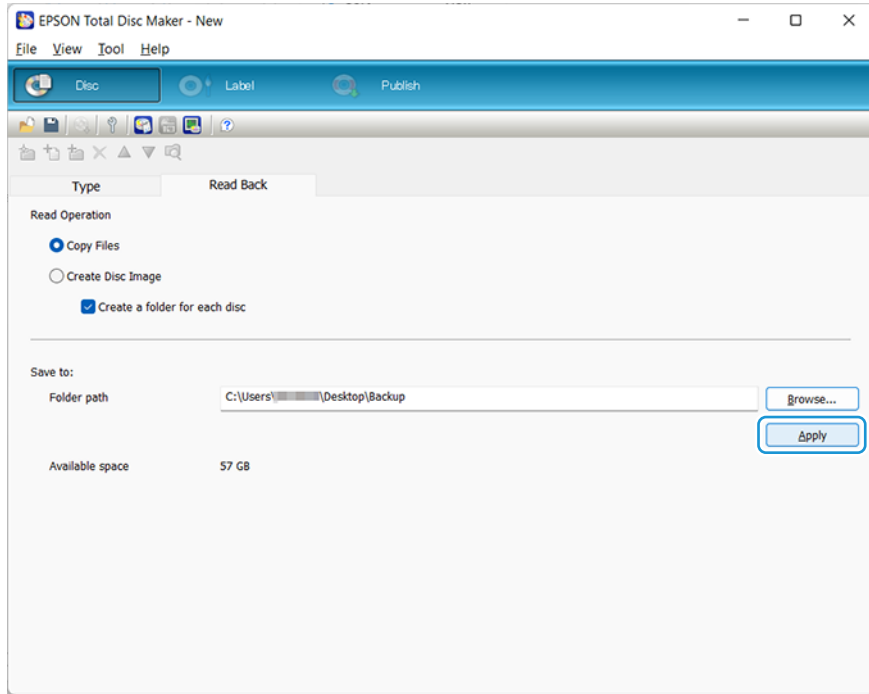 EPSON Total Disc Maker - New
File View Tool Help
Disc Label Publish
Type Read Back
Read Operation
Copy Files
Create Disc Image
Create a folder for each disc
Save to:
Folder path C:\Users\ \Desktop\Backup Browse...
Apply
Available space 57 GB